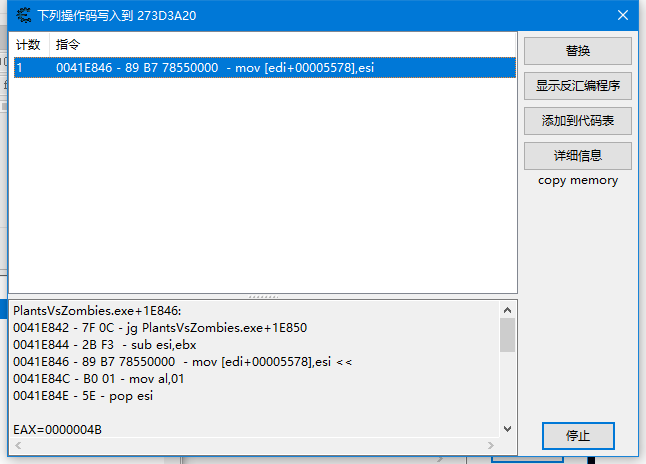 下列操作码写入到 273D3A20
计数 指令
1 0041E846 - 89 B7 78550000 - mov [edi+00005578],esi
替换
显示反汇编程序
添加到代码表
详细信息
copy memory
PlantsVsZombies.exe+1E846:
0041E842 - 7F 0C - jg PlantsVsZombies.exe+1E850
0041E844 - 2B F3 - sub esi,ebx
0041E846 - 89 B7 78550000 - mov [edi+00005578],esi <<
0041E84C - B0 01 - mov al,01
0041E84E - 5E - pop esi
EAX=0000004B
停止